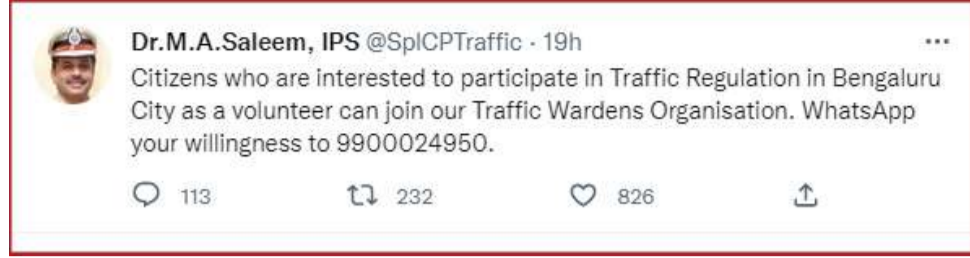 Dr.M.A.Saleem, IPS @SplCPTraffic · 19h
Citizens who are interested to participate in Traffic Regulation in Bengaluru
City as a volunteer can join our Traffic Wardens Organisation. WhatsApp
your willingness to 9900024950.
113 232 826